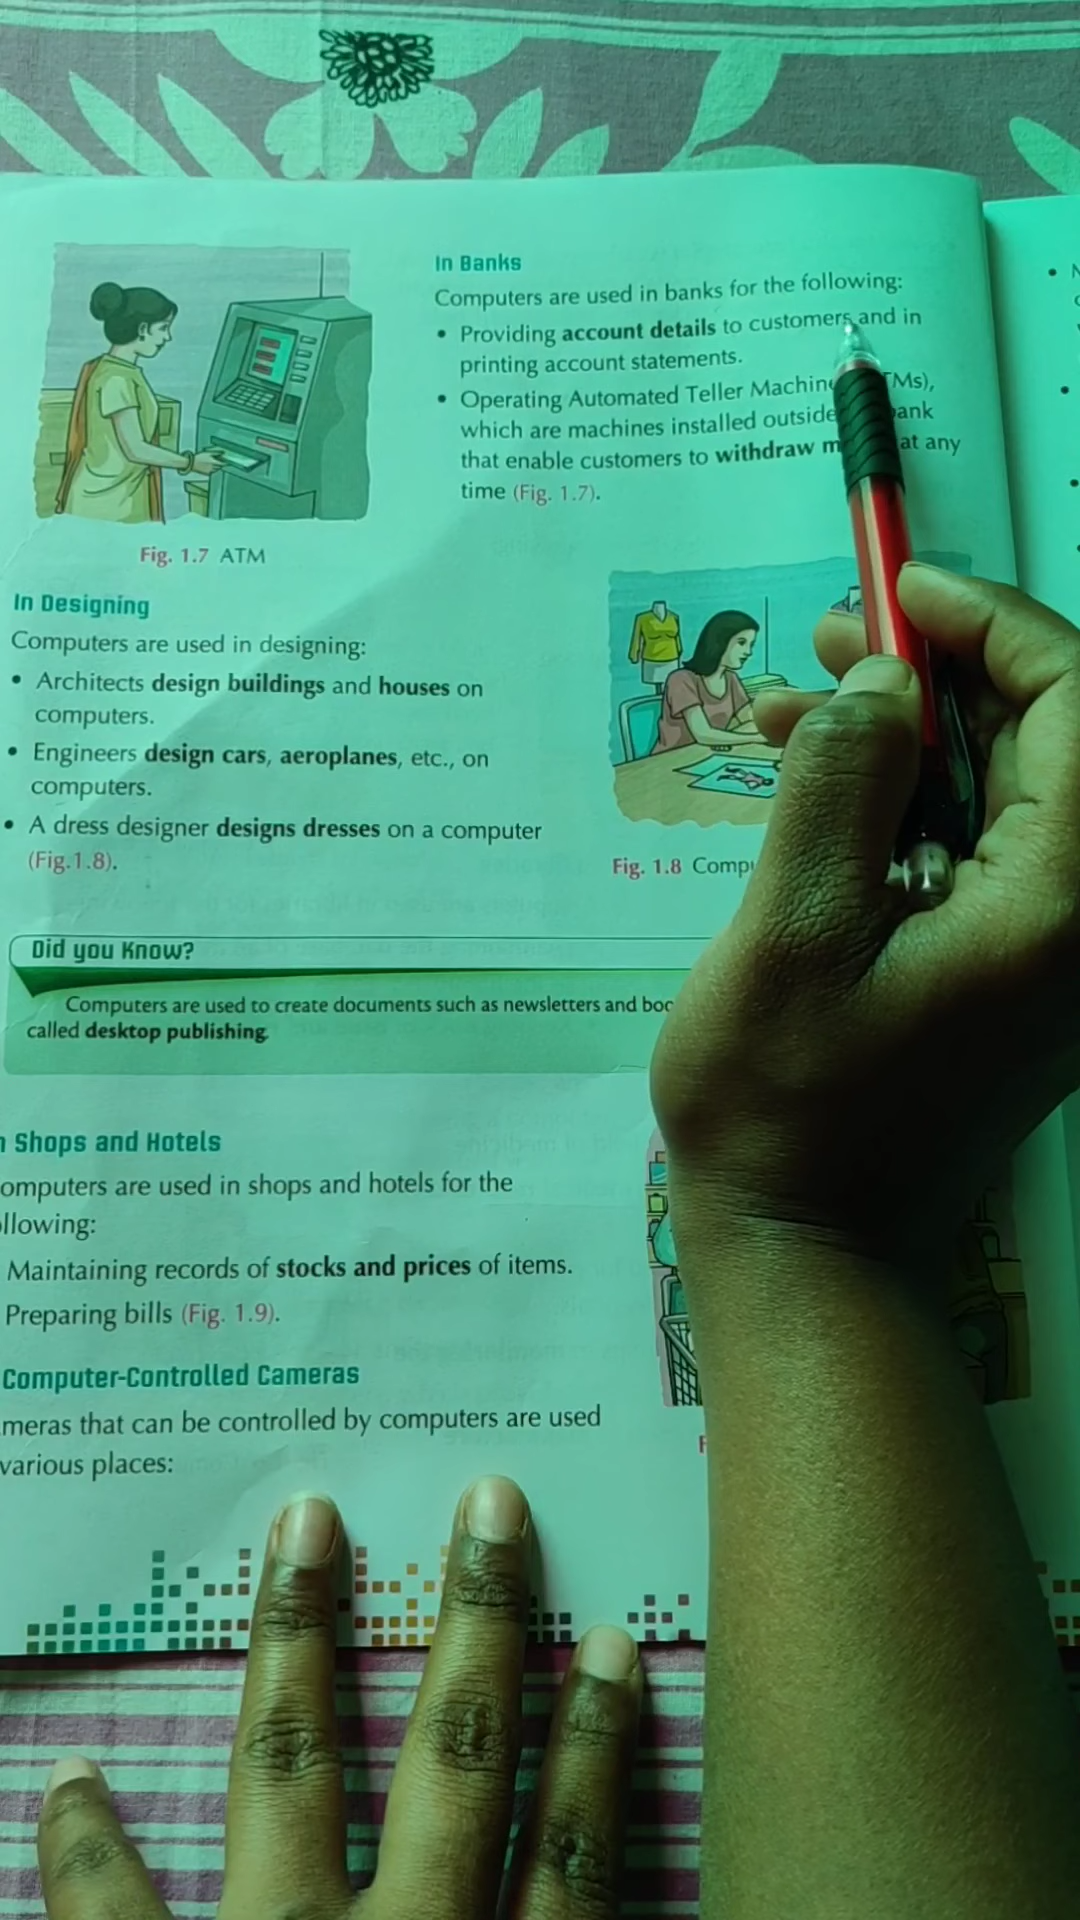 In Banks
Computers are used in banks for the following:
• Providing account details to customers and in
printing account statements.
• Operating Automated Teller
which are machines installed outside
that enable customers to withdraw at any
time (Fig. 1.7).
Fig. 1.7 ATM
In Designing
Computers are used in designing:
• Architects design buildings and houses on
computers.
• Engineers design cars, aeroplanes, etc., on
computers.
• A dress designer designs dresses on a computer
(Fig.1.8).
Fig. 1.8
Did you Know?
Computers are used to create documents such as newsletters and
called desktop publishing.
Shops and Hotels
are used in shops and hotels for the
Maintaining records of stocks and prices of items.
Preparing bills (Fig. 1.9).
Computer-Controlled Cameras
that can be controlled by computers are used
various places: